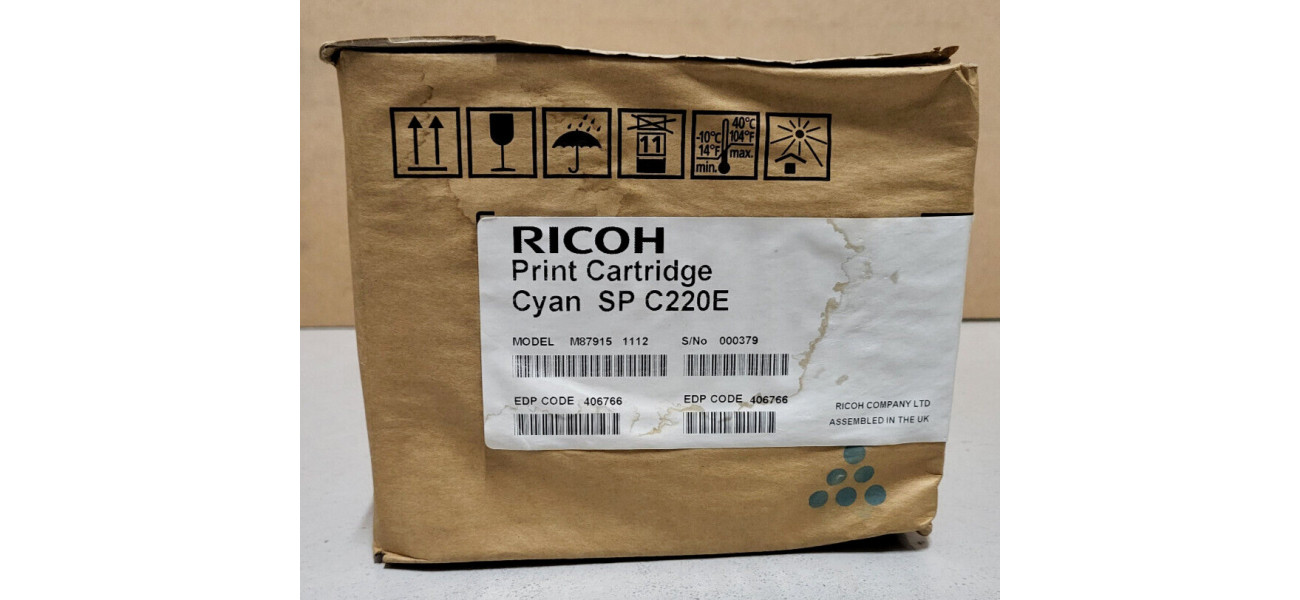 -10°C 40°C
14°F 104°F
min. max.
11
RICOH
Print Cartridge
Cyan SP C220E
MODEL M87915 1112 S/No 000379
EDP CODE 406766 EDP CODE 406766
RICOH COMPANY LTD
ASSEMBLED IN THE UK